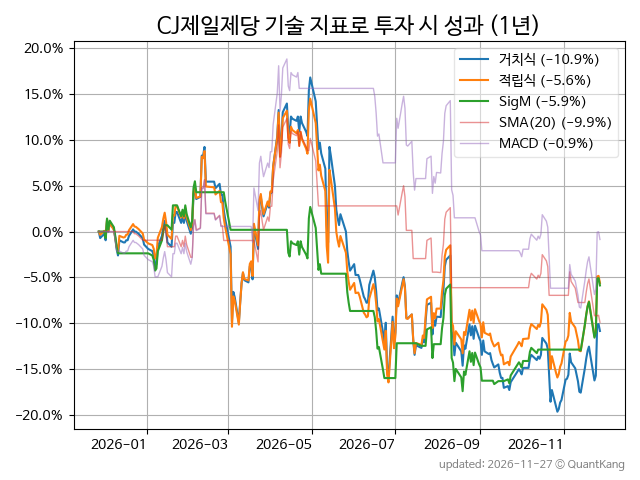 CJ제일제당 기술 지표로 투자 시 성과 (1년)
20.0%
15.0%
10.0%
5.0%
0.0%
−5.0%
−10.0%
−15.0%
−20.0%
거치식 (−10.9%)
적립식 (−5.6%)
SigM (−5.9%)
SMA(20) (−9.9%)
MACD (−0.9%)
2026-01 2026-03 2026-05 2026-07 2026-09 2026-11
updated: 2026-11-27 © QuantKang